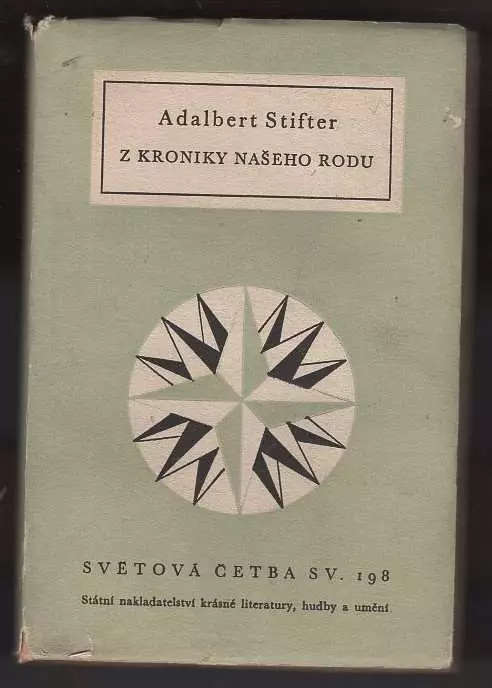 Adalbert Stifter
Z KRONIKY NAŠEHO RODU
SVĚTOVÁ ČETBA SV. 198
Státní nakladatelství krásné literatury, hudby a umění